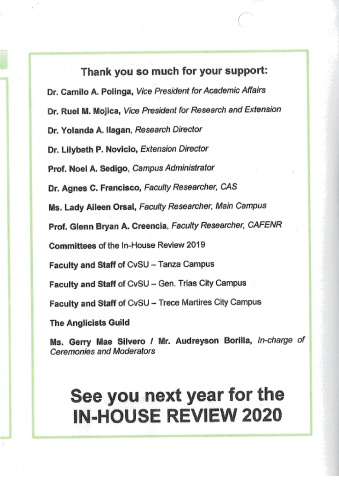 Thank you so much for your support:
Dr. Camilo A. Polinga, Vice President for Academic Affairs
Dr. Ruel M. Mojica, Vice President for Research and Extension
Dr. Yolanda A. Ilagan, Research Director
Dr. Lilybeth P. Novicio, Extension Director
Prof. Noel A. Sedigo, Campus Administrator
Dr. Agnes C. Francisco, Faculty Researcher, CAS
Ms. Lady Aileen Orsal, Faculty Researcher, Main Campus
Prof. Glenn Bryan A. Creencia, Faculty Researcher, CAFENR
Committees of the In-House Review 2019
Faculty and Staff of CvSU – Tanza Campus
Faculty and Staff of CvSU – Gen. Trias City Campus
Faculty and Staff of CvSU – Trece Martires City Campus
The Anglicists Guild
Ms. Gerry Mae Silvero / Mr. Audreyson Borilla, In-charge of
Ceremonies and Moderators
See you next year for the
IN-HOUSE REVIEW 2020